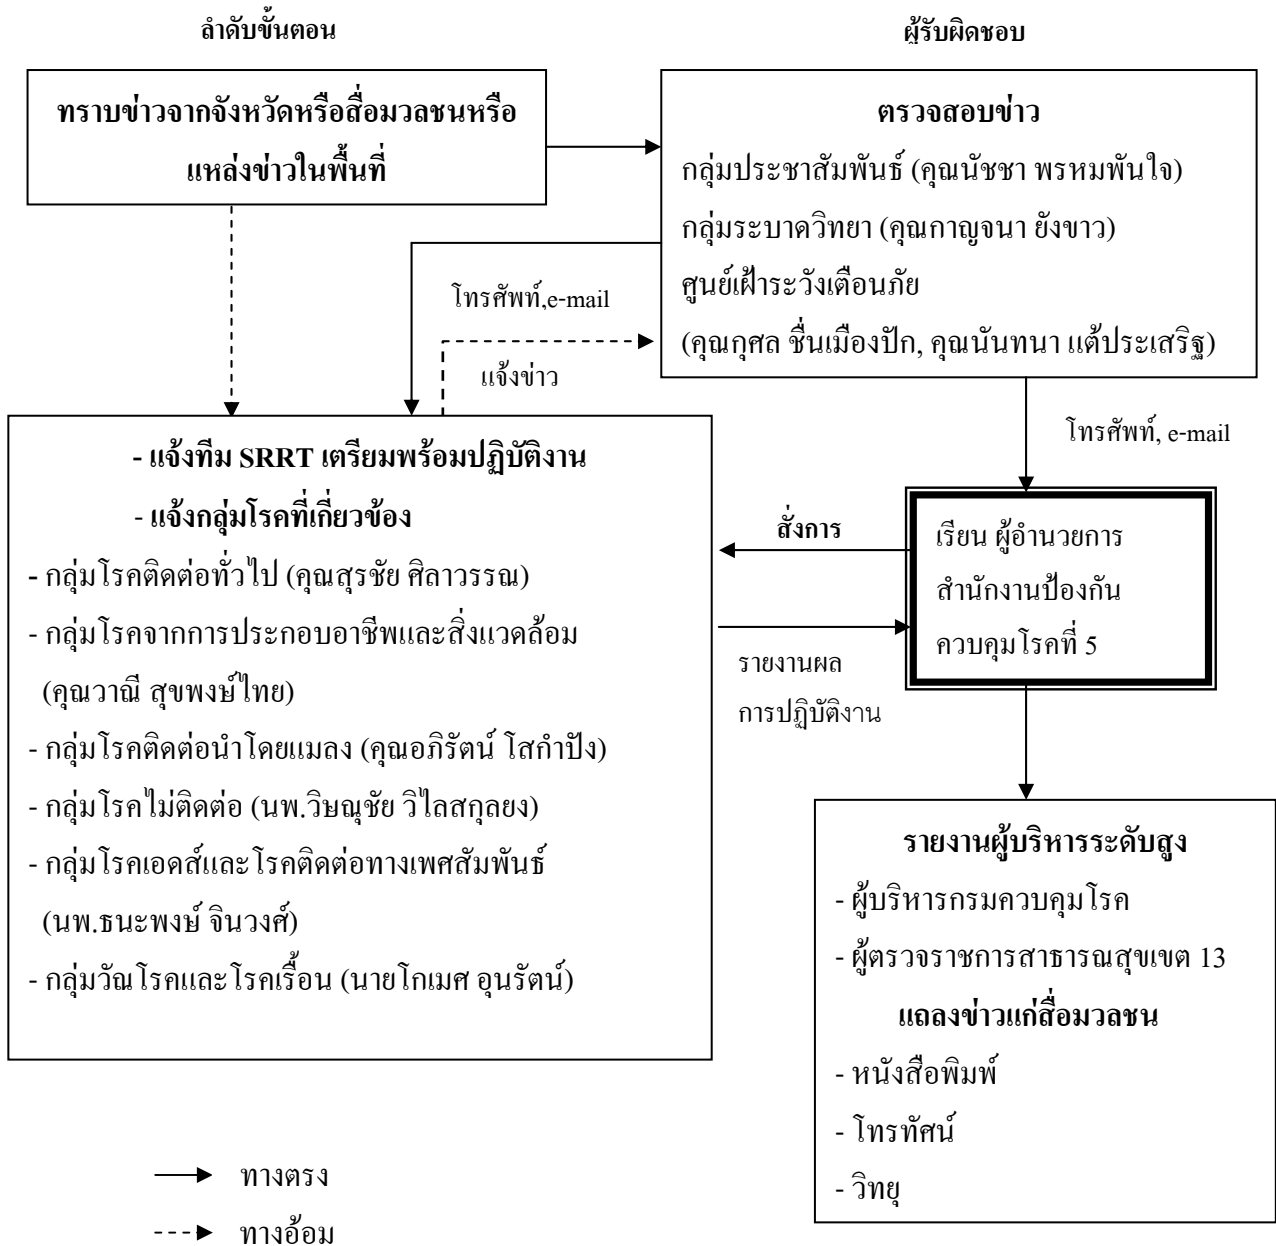 ลำดับขั้นตอน
ผู้รับผิดชอบ
ทราบข่าวจากจังหวัดหรือสื่อมวลชนหรือ
แหล่งข่าวในพื้นที่
ตรวจสอบข่าว
กลุ่มประชาสัมพันธ์ (คุณนัชชา พรหมพันใจ)
กลุ่มระบาดวิทยา (คุณกาญจนา ยังขาว)
ศูนย์เฝ้าระวังเตือนภัย
(คุณกุศล ชื่นเมืองปัก, คุณนันทนา แต้ประเสริฐ)
โทรศัพท์,e-mail
แจ้งข่าว
โทรศัพท์, e-mail
- แจ้งทีม SRRT เตรียมพร้อมปฏิบัติงาน
- แจ้งกลุ่มโรคที่เกี่ยวข้อง
- กลุ่มโรคติดต่อทั่วไป (คุณสุรชัย ศิลาวรรณ)
- กลุ่มโรคจากการประกอบอาชีพและสิ่งแวดล้อม
(คุณวาณี สุขพงษ์ไทย)
- กลุ่มโรคติดต่อนำโดยแมลง (คุณอภิรัตน์ โสกำปัง)
- กลุ่มโรคไม่ติดต่อ (นพ.วิษณุชัย วิไลสกุลยง)
- กลุ่มโรคเอดส์และโรคติดต่อทางเพศสัมพันธ์
(นพ.ธนะพงษ์ จินวงศ์)
- กลุ่มวัณโรคและโรคเรื้อน (นายโกเมศ อุนรัตน์)
สั่งการ
รายงานผล
การปฏิบัติงาน
เรียน ผู้อำนวยการ
สำนักงานป้องกัน
ควบคุมโรคที่ 5
รายงานผู้บริหารระดับสูง
- ผู้บริหารกรมควบคุมโรค
- ผู้ตรวจราชการสาธารณสุขเขต 13
แถลงข่าวแก่สื่อมวลชน
- หนังสือพิมพ์
- โทรทัศน์
- วิทยุ
ทางตรง
ทางอ้อม